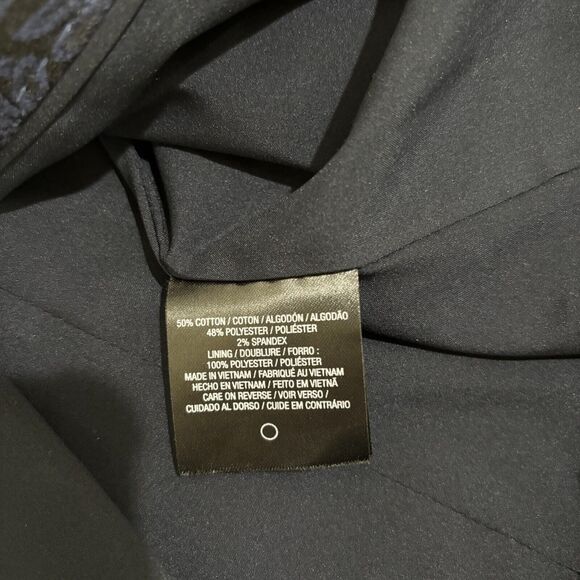 50% COTTON / COTON / ALGODÓN / ALGODÃO
48% POLYESTER / POLIÉSTER
2% SPANDEX
LINING / DOUBLURE / FORRO :
100% POLYESTER / POLIÉSTER
MADE IN VIETNAM / FABRIQUÉ AU VIETNAM
HECHO EN VIETNAM / FEITO EM VIETNÃ
CARE ON REVERSE / VOIR VERSO /
CUIDADO AL DORSO / CUIDE EM CONTRÁRIO